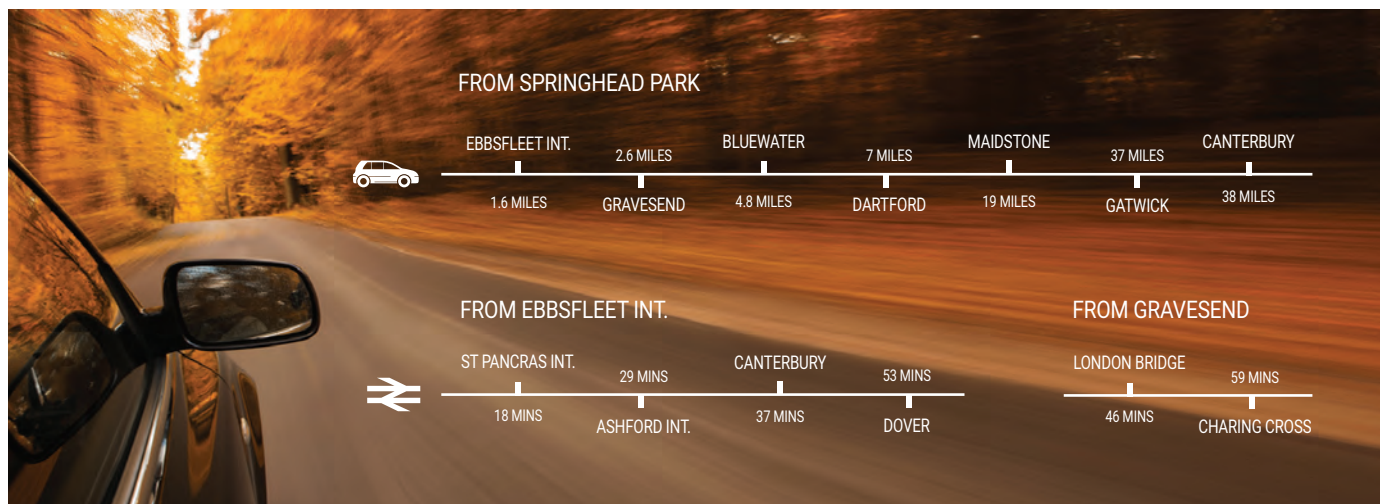 FROM SPRINGHEAD PARK
EBBSFLEET INT.
1.6 MILES
2.6 MILES
GRAVESEND
BLUEWATER
4.8 MILES
7 MILES
DARTFORD
MAIDSTONE
19 MILES
37 MILES
GATWICK
CANTERBURY
38 MILES
FROM EBBSFLEET INT.
ST PANCRAS INT.
18 MINS
29 MINS
ASHFORD INT.
CANTERBURY
37 MINS
53 MINS
DOVER
FROM GRAVESEND
LONDON BRIDGE
46 MINS
59 MINS
CHARING CROSS